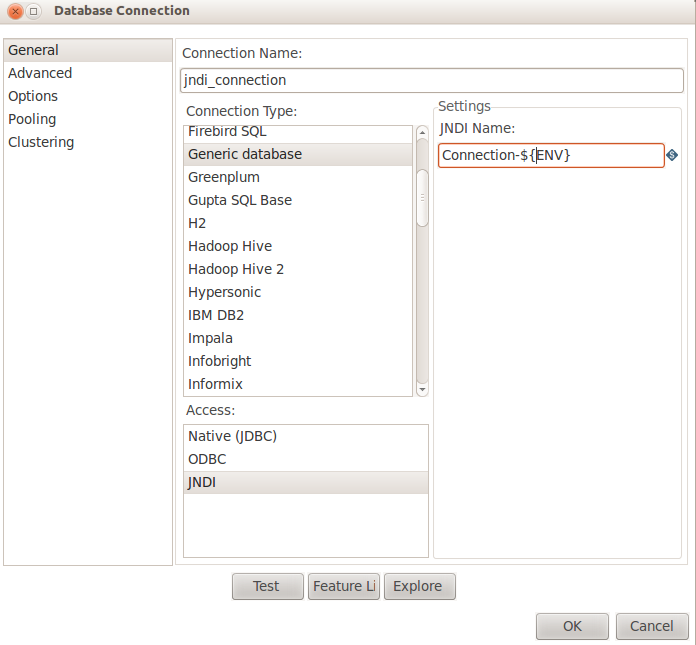 Database Connection
General
Advanced
Options
Pooling
Clustering
Connection Name:
jndi_connection
Connection Type:
Firebird SQL
Generic database
Greenplum
Gupta SQL Base
H2
Hadoop Hive
Hadoop Hive 2
Hypersonic
IBM DB2
Impala
Infobright
Informix
Access:
Native (JDBC)
ODBC
JNDI
Settings
JNDI Name:
Connection-${ENV}
Test
Feature Li
Explore
OK
Cancel